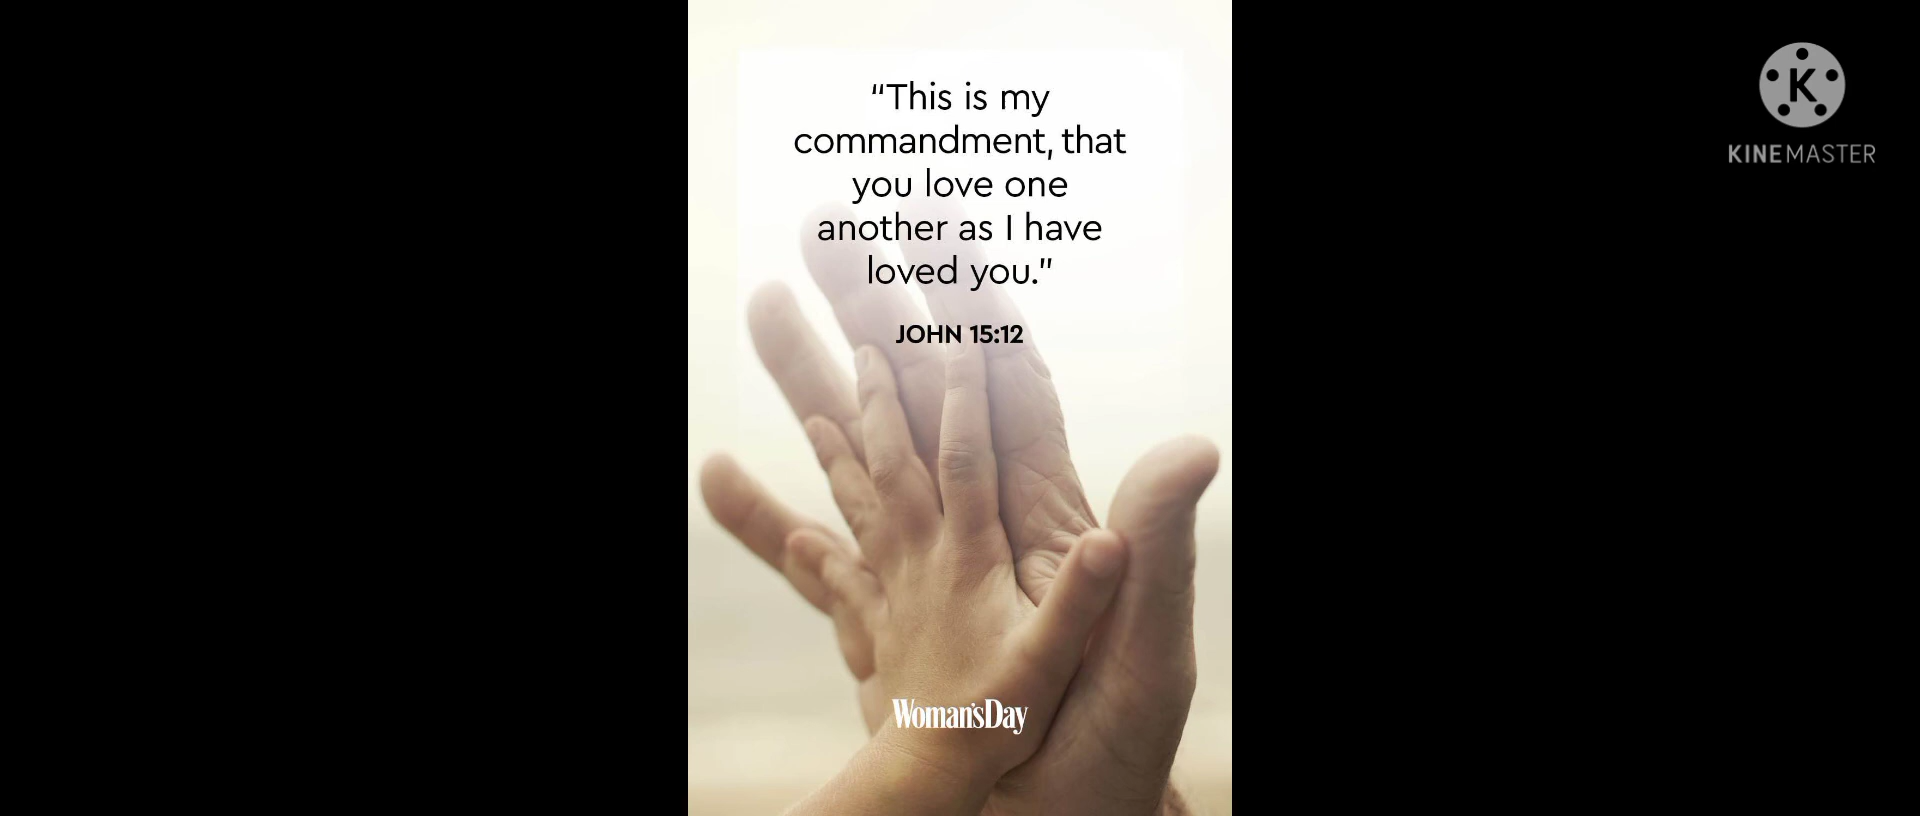 “This is my
commandment, that
you love one
another as I have
loved you.”
JOHN 15:12
Woman'sDay
K
KINEMASTER